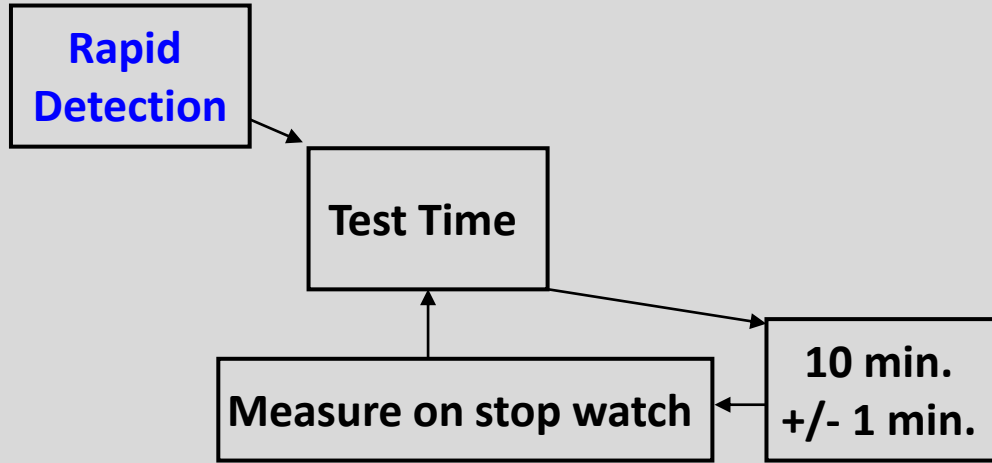 Rapid
Detection
Test Time
10 min.
+/- 1 min.
Measure on stop watch